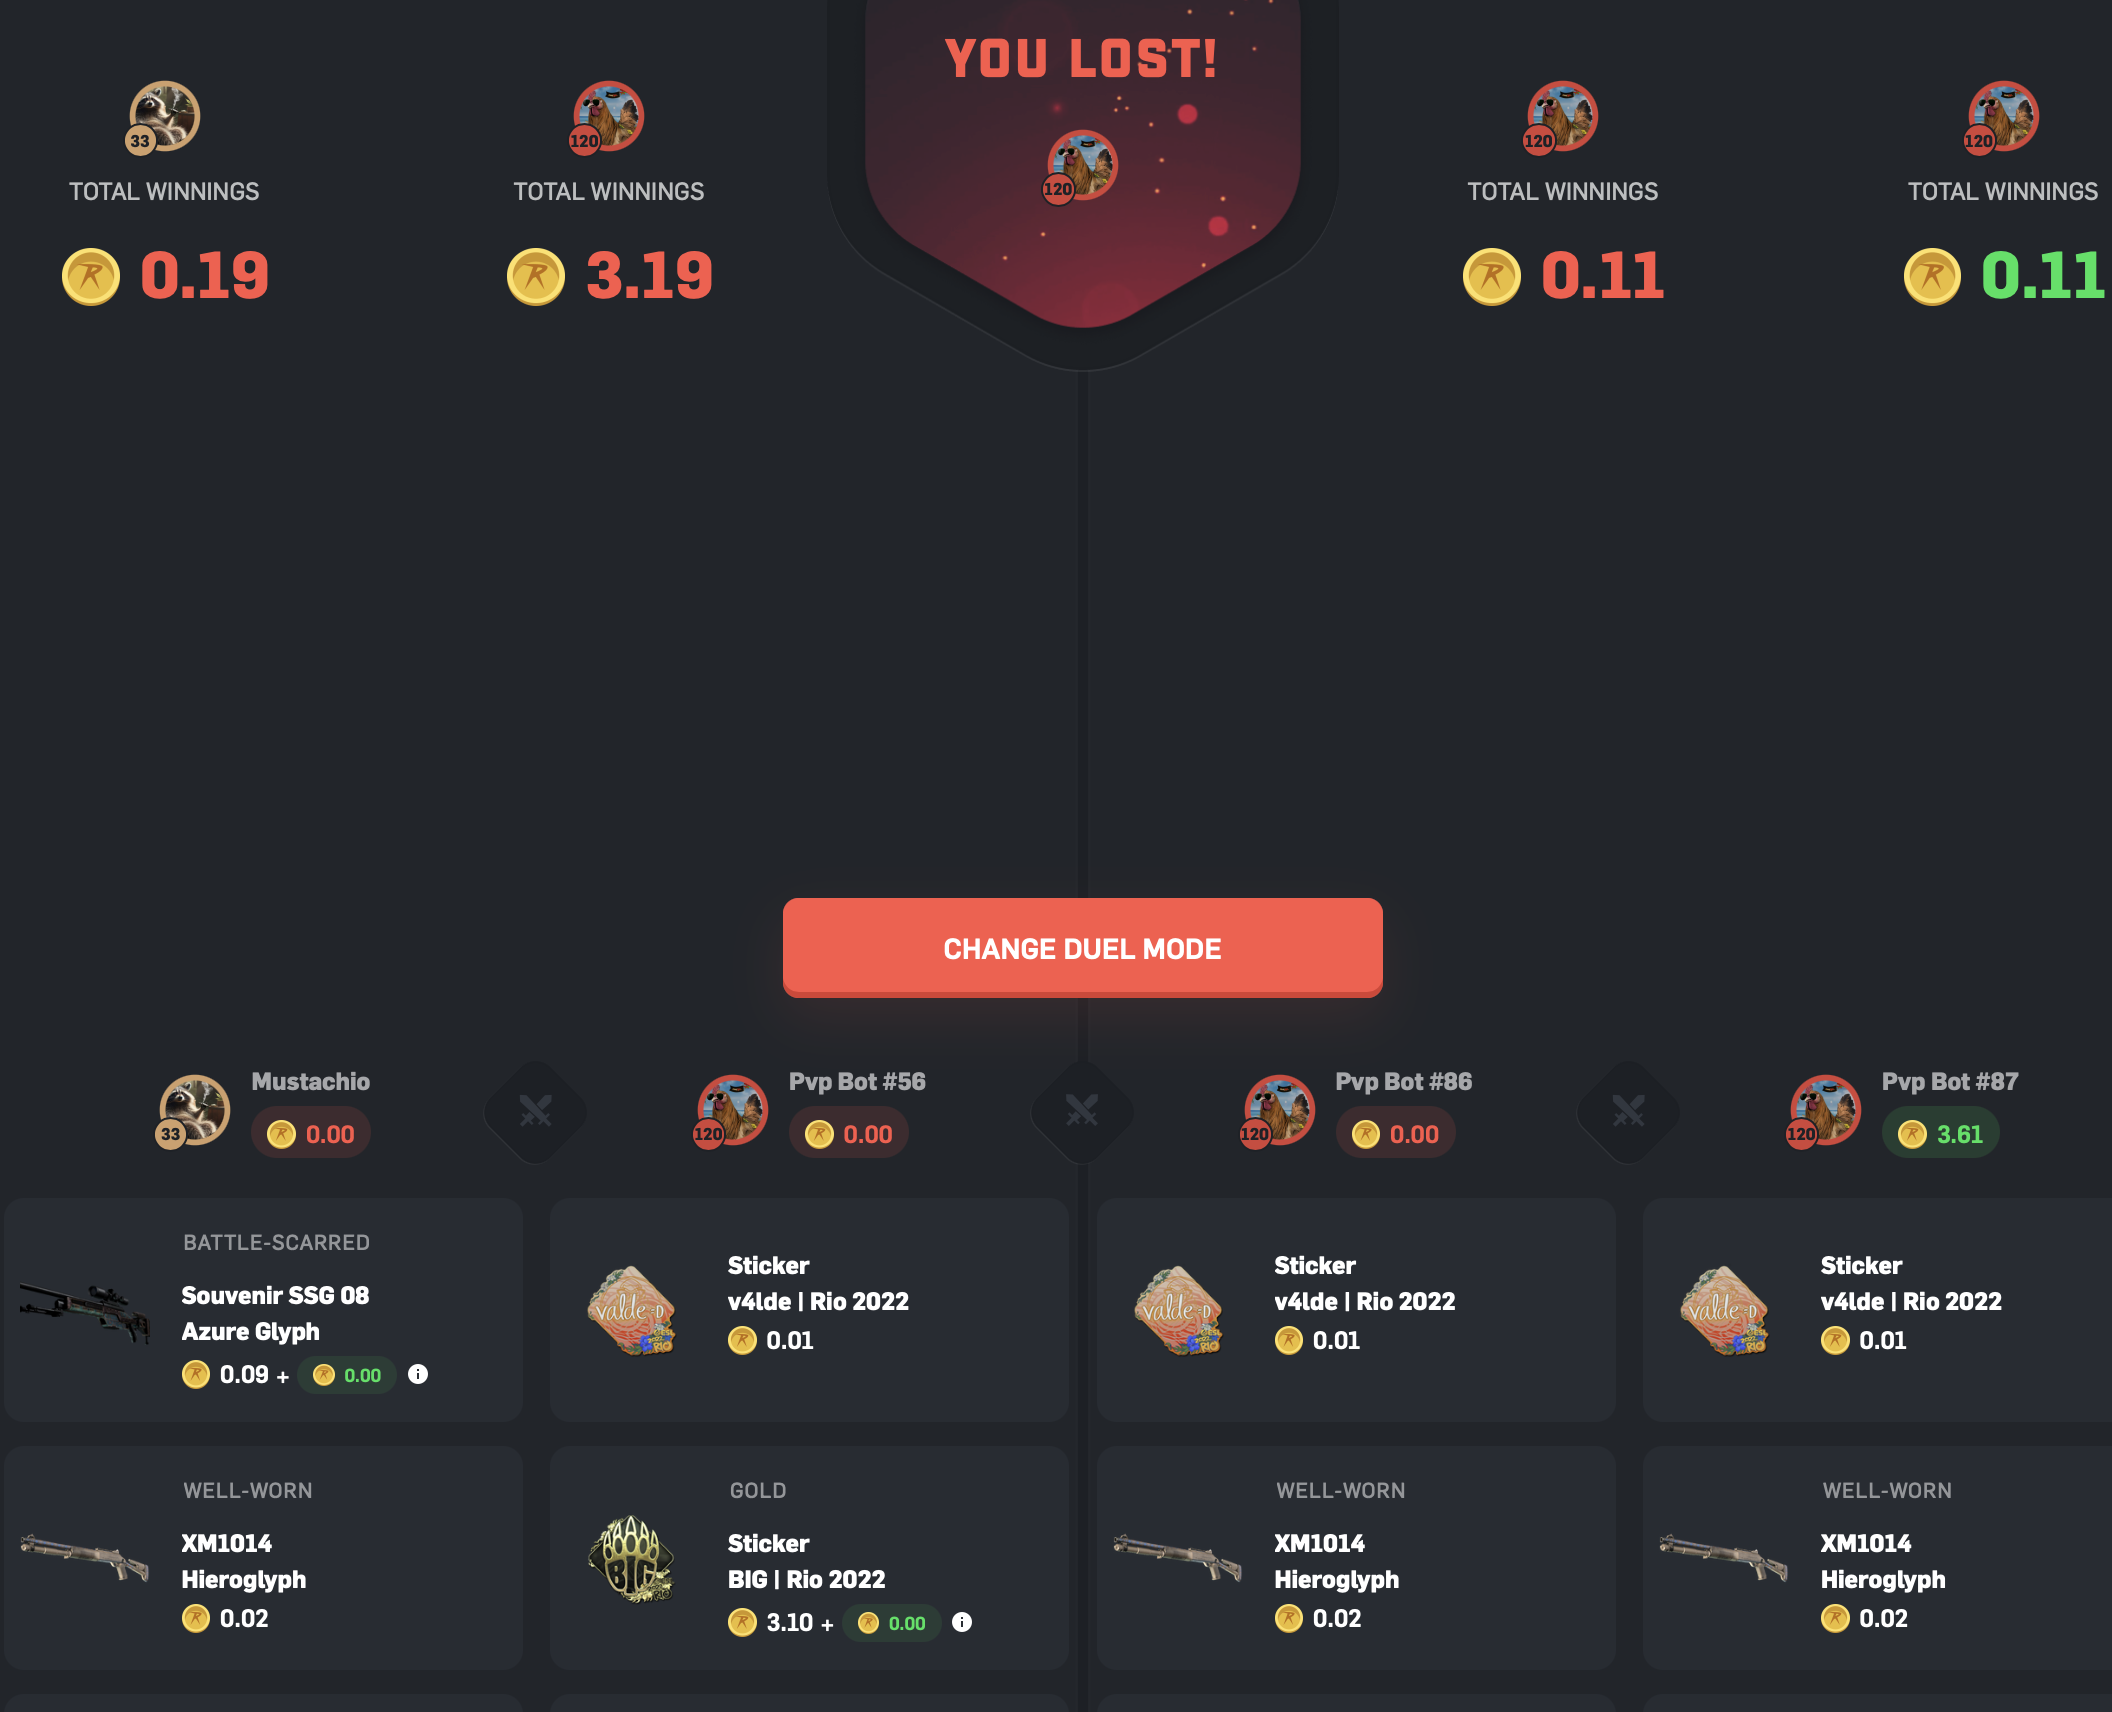 YOU LOST!
33
120
120
120
120
TOTAL WINNINGS
TOTAL WINNINGS
TOTAL WINNINGS
TOTAL WINNINGS
0.19
3.19
0.11
0.11
CHANGE DUEL MODE
33
Mustachio
0.00
120
Pvp Bot #56
0.00
120
Pvp Bot #86
0.00
120
Pvp Bot #87
3.61
BATTLE-SCARRED
Souvenir SSG 08
Azure Glyph
0.09 + 0.00
Sticker
v4lde | Rio 2022
0.01
Sticker
v4lde | Rio 2022
0.01
Sticker
v4lde | Rio 2022
0.01
WELL-WORN
XM1014
Hieroglyph
0.02
GOLD
Sticker
BIG | Rio 2022
3.10 + 0.00
WELL-WORN
XM1014
Hieroglyph
0.02
WELL-WORN
XM1014
Hieroglyph
0.02